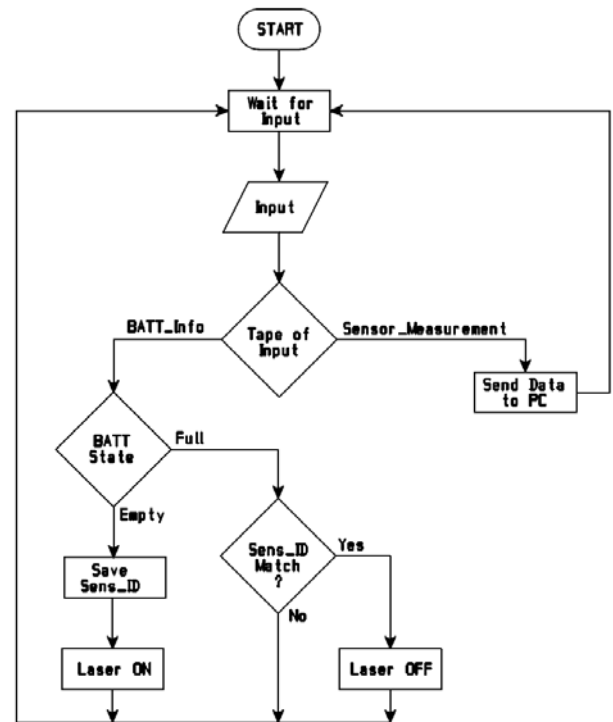 START
Wait for
Input
Input
Tape of
Input
BATT_Info
Sensor_Measurement
Send Data
to PC
BATT
State
Full
Empty
Sens_ID
Match
?
Yes
No
Save
Sens_ID
Laser ON
Laser OFF